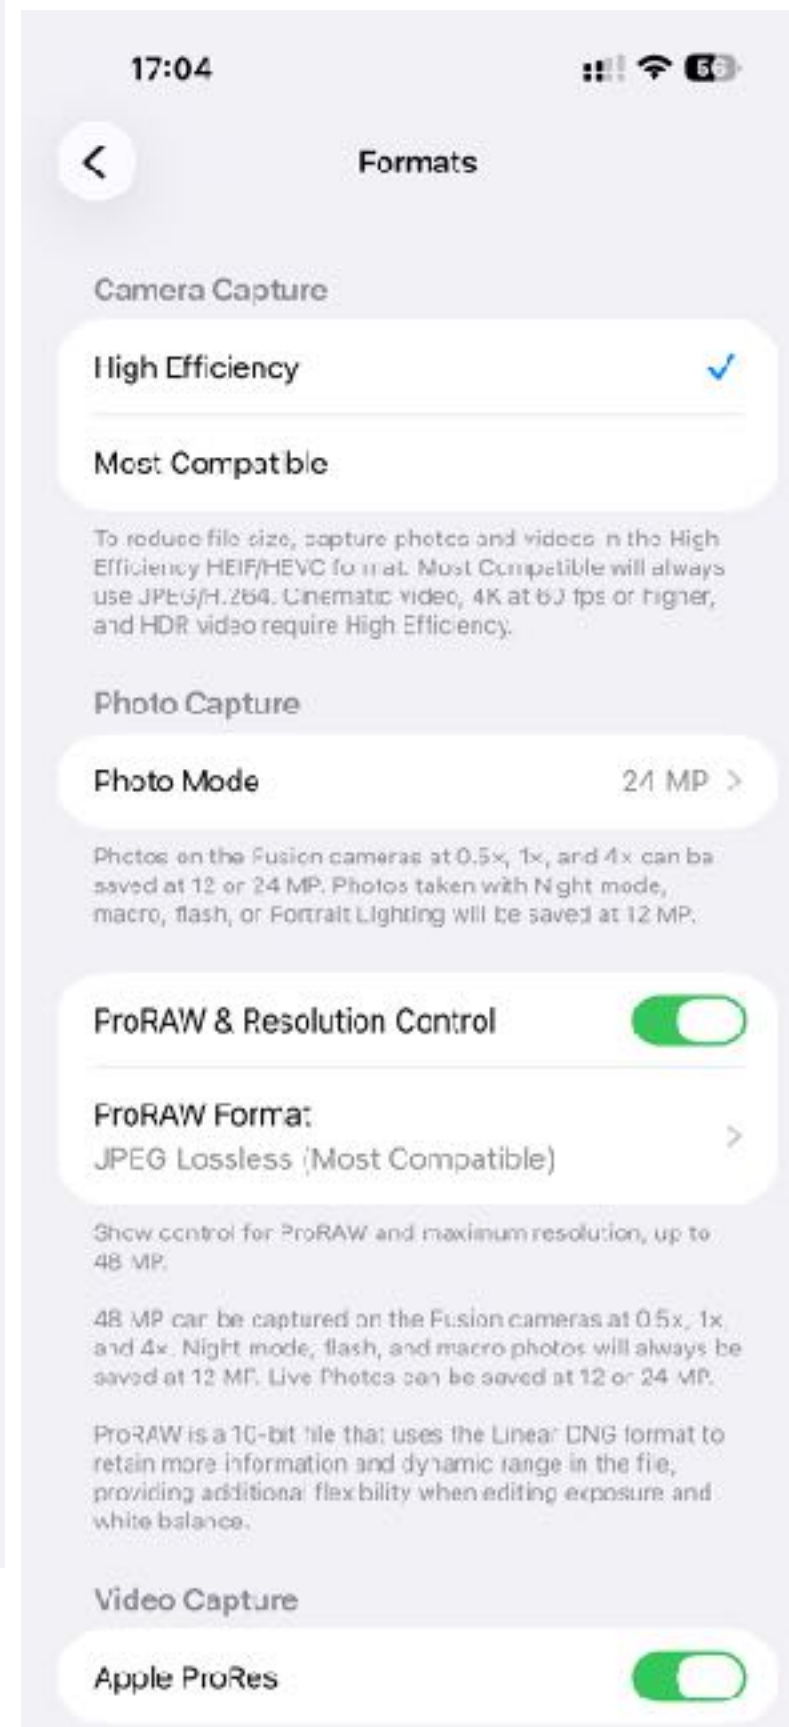 17:04
56
Formats
Camera Capture
High Efficiency
Most Compatible
To reduce file size, capture photos and videos in the High
Efficiency HEIF/HEVC format. Most Compatible will always
use JPEG/H.264. Cinematic video, 4K at 60 fps or higher,
and HDR video require High Efficiency.
Photo Capture
Photo Mode
24 MP
Photos on the Fusion cameras at 0.5x, 1x, and 4x can be
saved at 12 or 24 MP. Photos taken with Night mode,
macro, flash, or Portrait Lighting will be saved at 12 MP.
ProRAW & Resolution Control
ProRAW Format
JPEG Lossless (Most Compatible)
Show control for ProRAW and maximum resolution, up to
48 MP.
48 MP can be captured on the Fusion cameras at 0.5x, 1x
and 4x. Night mode, flash, and macro photos will always be
saved at 12 MP. Live Photos can be saved at 12 or 24 MP.
ProRAW is a 10-bit file that uses the Linear DNG format to
retain more information and dynamic range in the file,
providing additional flexibility when editing exposure and
white balance.
Video Capture
Apple ProRes